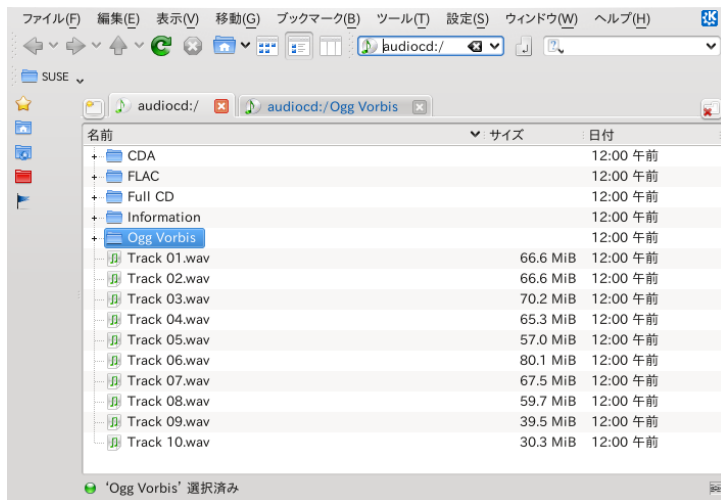 ファイル(F) 編集(E) 表示(V) 移動(G) ブックマーク(B) ツール(T) 設定(S) ウィンドウ(W) ヘルプ(H)
audiocd:/
SUSE
audiocd:/ audiocd:/Ogg Vorbis
名前 サイズ 日付
CDA 12:00 午前
FLAC 12:00 午前
Full CD 12:00 午前
Information 12:00 午前
Ogg Vorbis 12:00 午前
Track 01.wav 66.6 MiB 12:00 午前
Track 02.wav 66.6 MiB 12:00 午前
Track 03.wav 70.2 MiB 12:00 午前
Track 04.wav 65.3 MiB 12:00 午前
Track 05.wav 57.0 MiB 12:00 午前
Track 06.wav 80.1 MiB 12:00 午前
Track 07.wav 67.5 MiB 12:00 午前
Track 08.wav 59.7 MiB 12:00 午前
Track 09.wav 39.5 MiB 12:00 午前
Track 10.wav 30.3 MiB 12:00 午前
‘Ogg Vorbis’ 選択済み